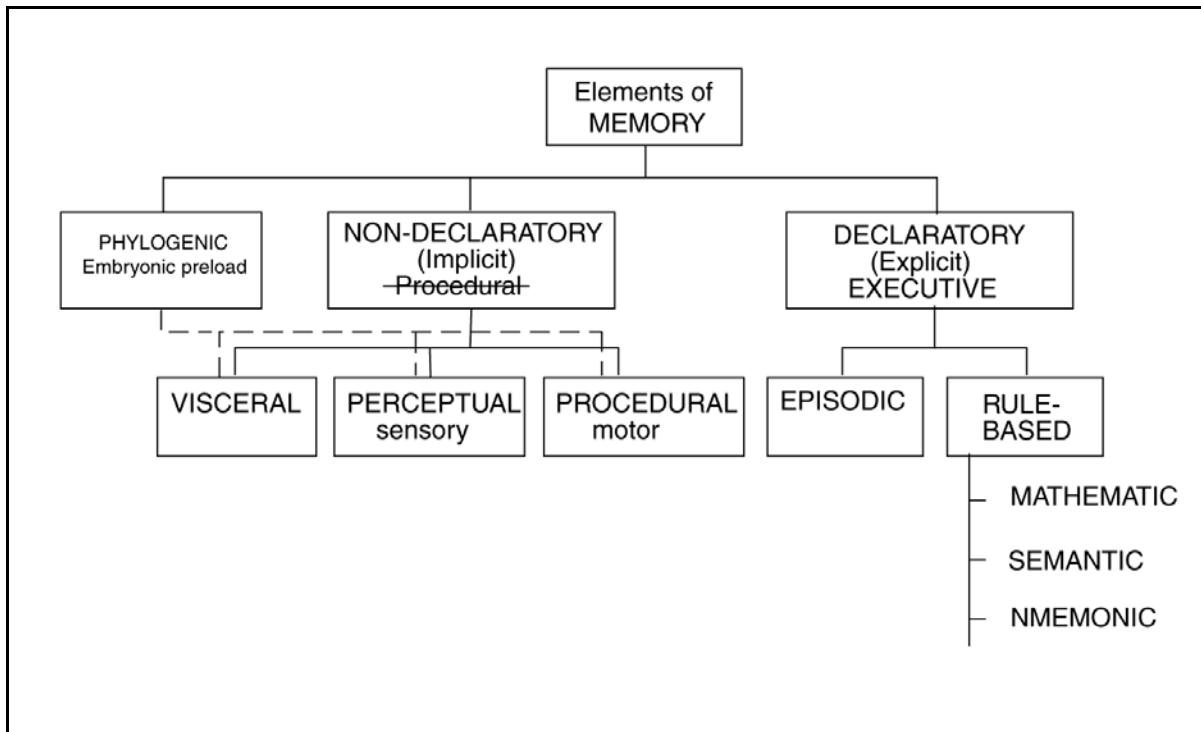 Elements of
MEMORY
PHYLOGENIC
Embryonic preload
NON-DECLARATORY
(Implicit)
Procedural
DECLARATORY
(Explicit)
EXECUTIVE
VISCERAL
PERCEPTUAL
sensory
PROCEDURAL
motor
EPISODIC
RULE-
BASED
MATHEMATIC
SEMANTIC
NMEMONIC